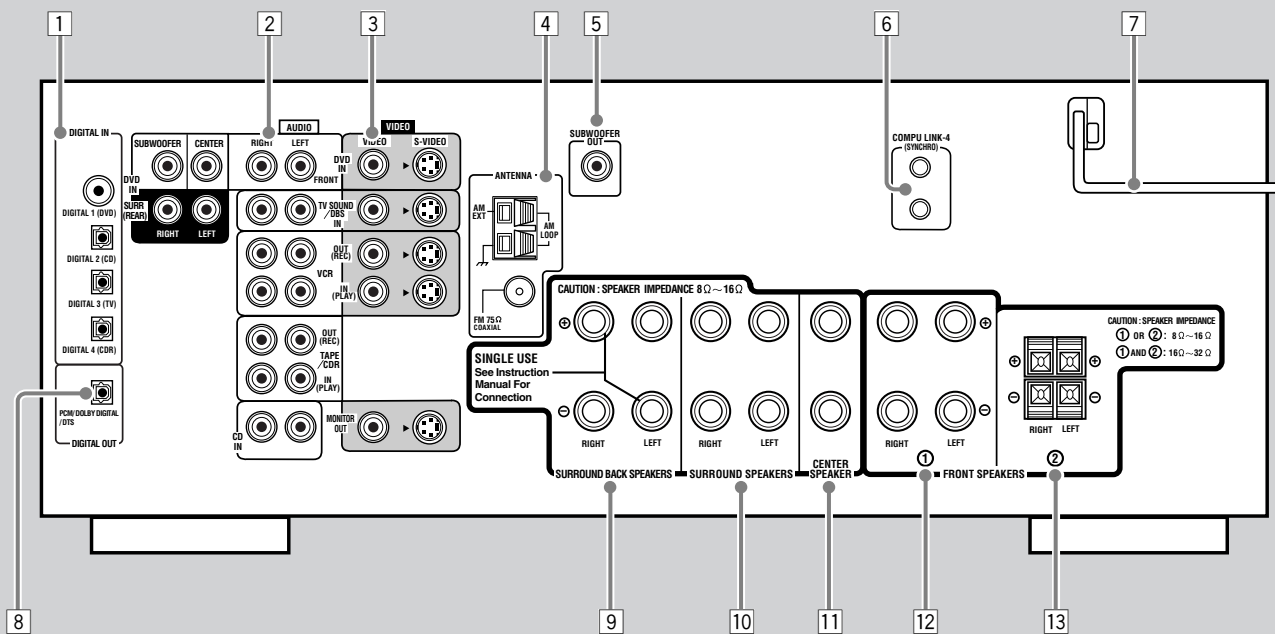 1
2
3
4
5
6
7
DIGITAL IN
DIGITAL 1 (DVD)
DIGITAL 2 (CD)
DIGITAL 3 (TV)
DIGITAL 4 (CDR)
PCM/DOLBY DIGITAL
/DTS
DIGITAL OUT
SUBWOOFER
CENTER
DVD
IN
SURR
(REAR)
RIGHT
LEFT
AUDIO
RIGHT
LEFT
FRONT
VIDEO
VIDEO
S-VIDEO
DVD
IN
TV SOUND
/DBS
IN
OUT
(REC)
VCR
IN
(PLAY)
OUT
(REC)
TAPE
/CDR
IN
(PLAY)
CD
IN
MONITOR
OUT
ANTENNA
AM
EXT
AM
LOOP
FM 75Ω
COAXIAL
SUBWOOFER
OUT
COMPU LINK-4
(SYNCHRO)
CAUTION : SPEAKER IMPEDANCE 8Ω~16Ω
+
−
SINGLE USE
See Instruction
Manual For
Connection
RIGHT
LEFT
SURROUND BACK SPEAKERS
RIGHT
LEFT
SURROUND SPEAKERS
CENTER
SPEAKER
+
−
RIGHT
LEFT
①
FRONT SPEAKERS
+
+
−
−
RIGHT
LEFT
②
CAUTION : SPEAKER IMPEDANCE
① OR ② : 8Ω~16Ω
① AND ② : 16Ω~32Ω
8
9
10
11
12
13